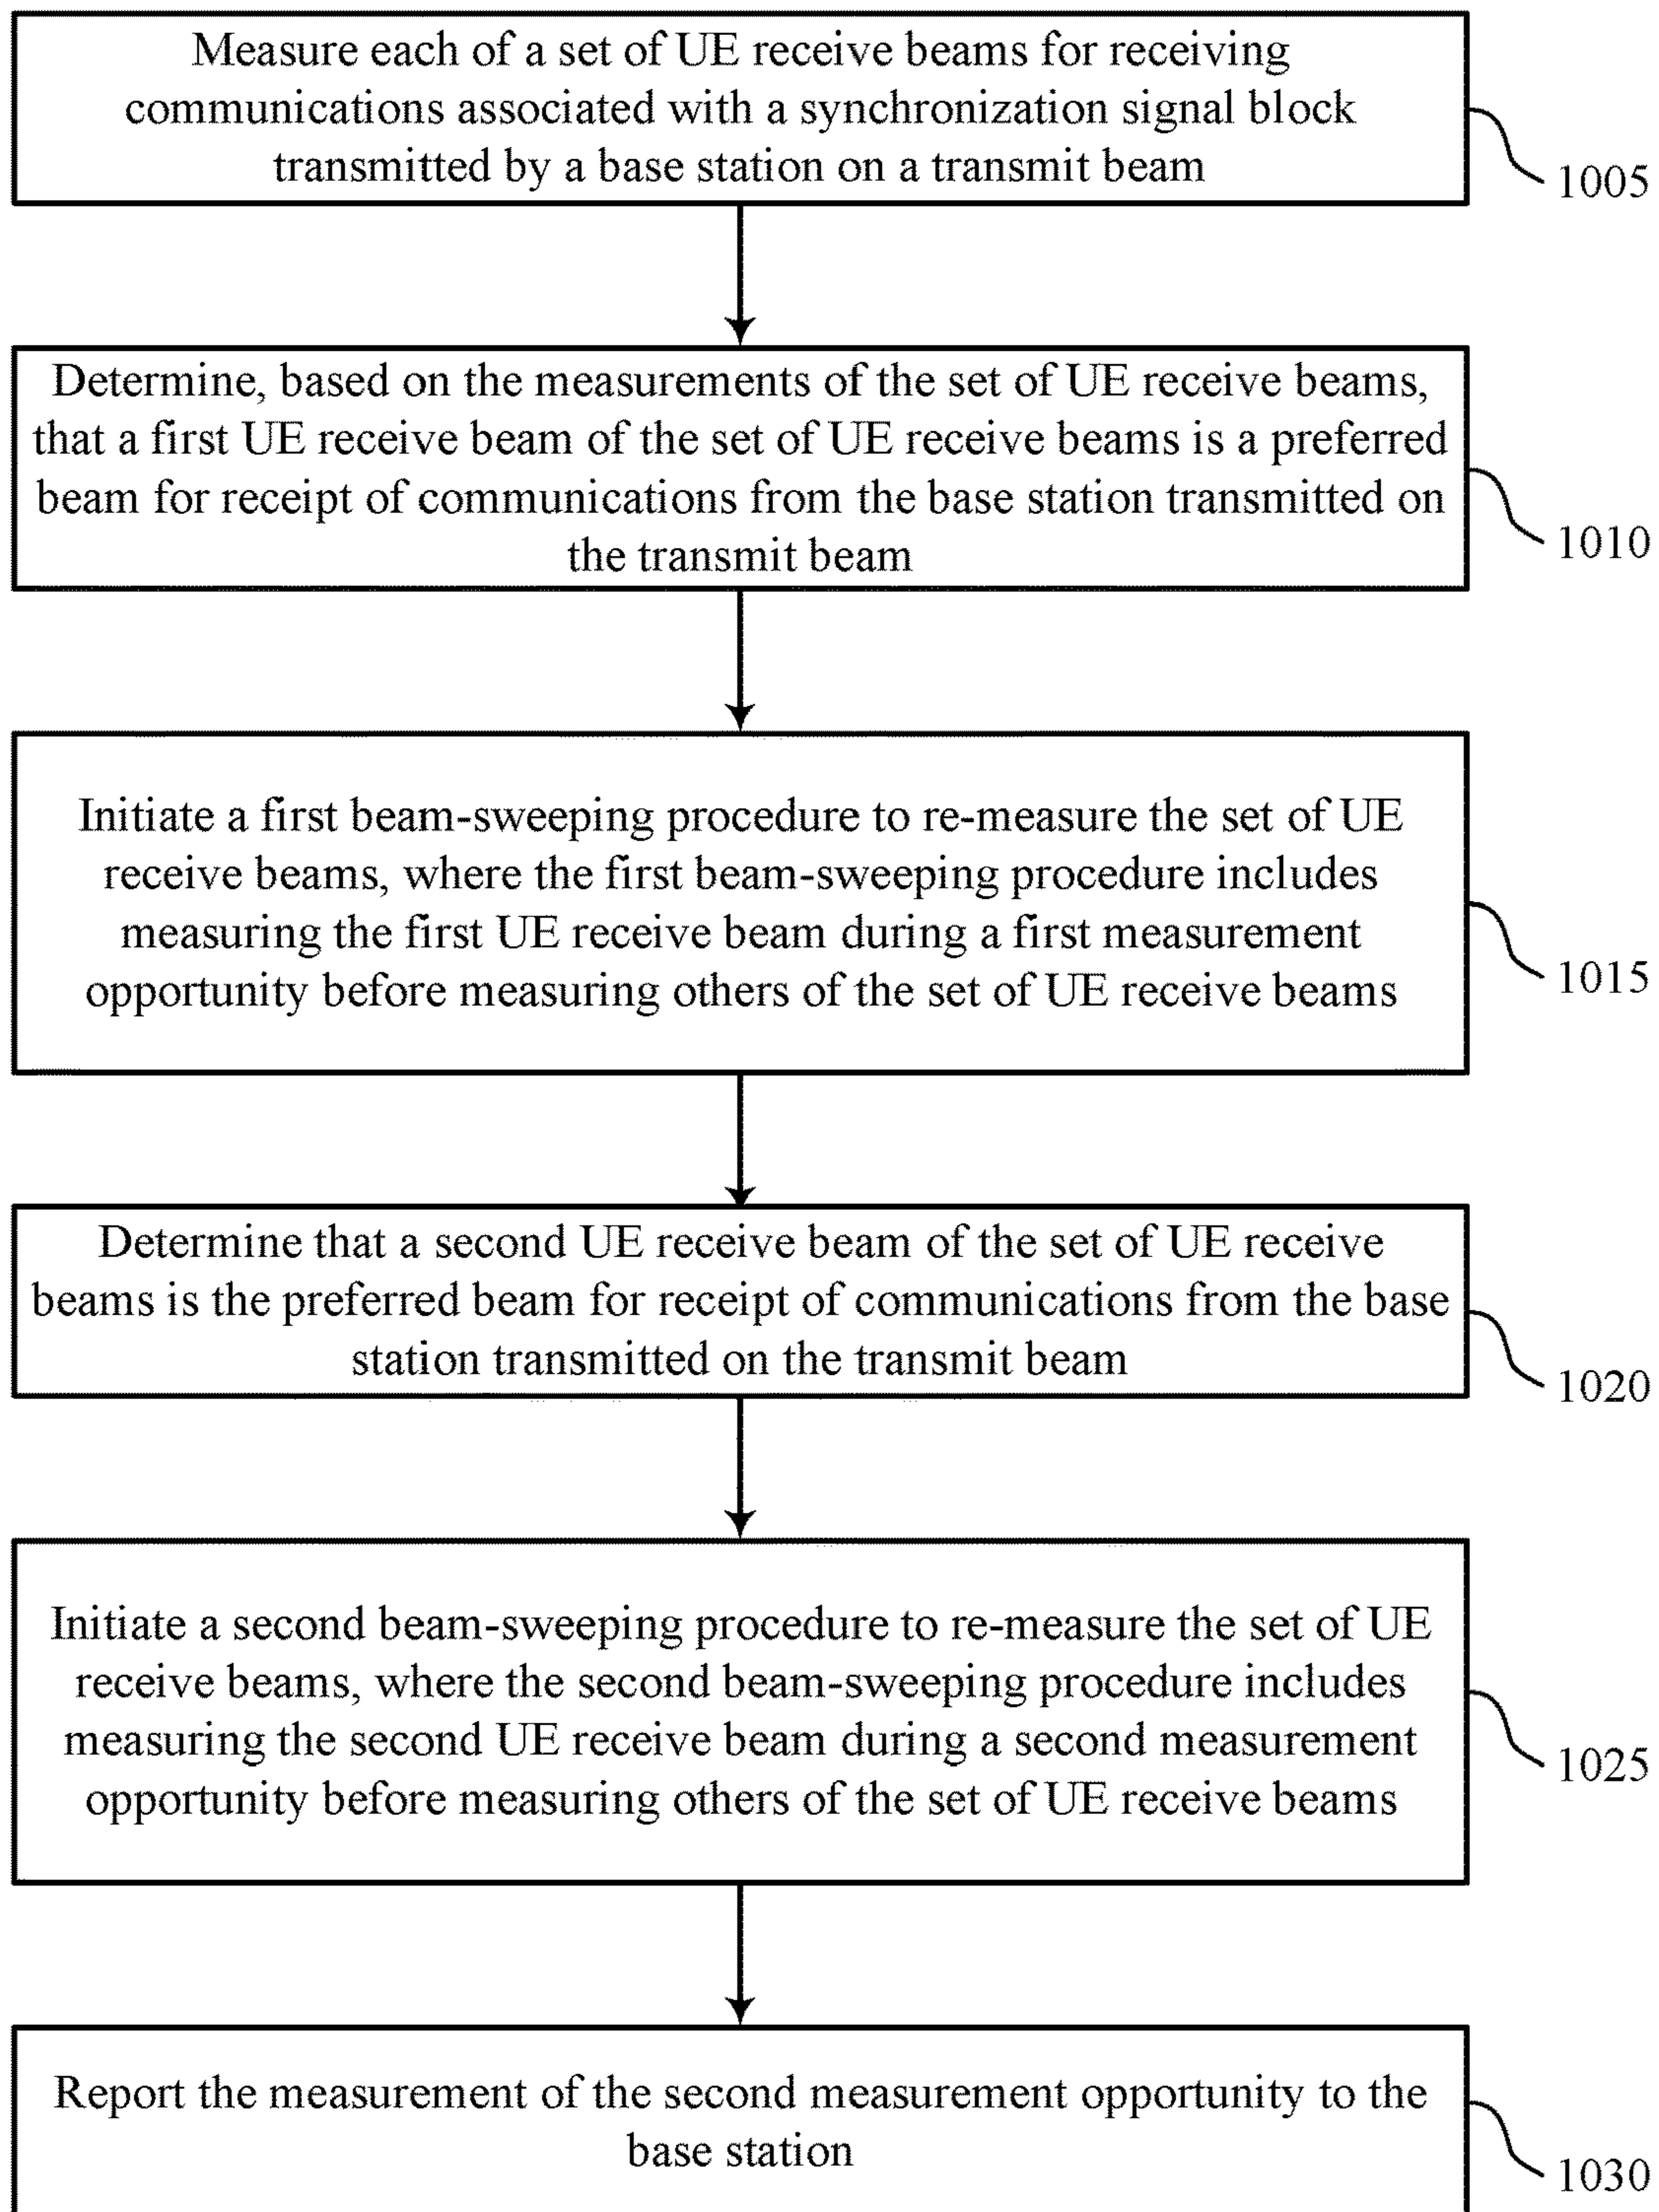 Measure each of a set of UE receive beams for receiving
communications associated with a synchronization signal block
transmitted by a base station on a transmit beam
1005
Determine, based on the measurements of the set of UE receive beams,
that a first UE receive beam of the set of UE receive beams is a preferred
beam for receipt of communications from the base station transmitted on
the transmit beam
1010
Initiate a first beam-sweeping procedure to re-measure the set of UE
receive beams, where the first beam-sweeping procedure includes
measuring the first UE receive beam during a first measurement
opportunity before measuring others of the set of UE receive beams
1015
Determine that a second UE receive beam of the set of UE receive
beams is the preferred beam for receipt of communications from the base
station transmitted on the transmit beam
1020
Initiate a second beam-sweeping procedure to re-measure the set of UE
receive beams, where the second beam-sweeping procedure includes
measuring the second UE receive beam during a second measurement
opportunity before measuring others of the set of UE receive beams
1025
Report the measurement of the second measurement opportunity to the
base station
1030